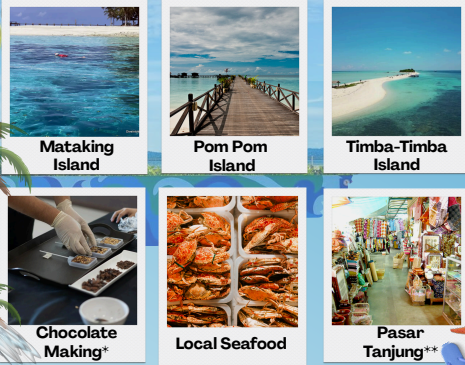 Mataking
Island
Pom Pom
Island
Timba-Timba
Island
Chocolate
Making*
Local Seafood
Pasar
Tanjung**